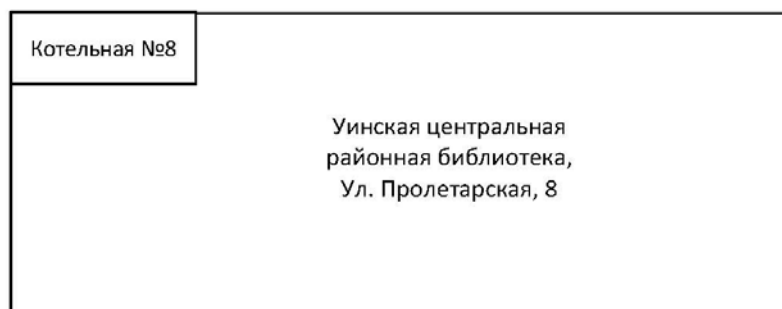 Котельная №8
Уинская центральная
районная библиотека,
Ул. Пролетарская, 8